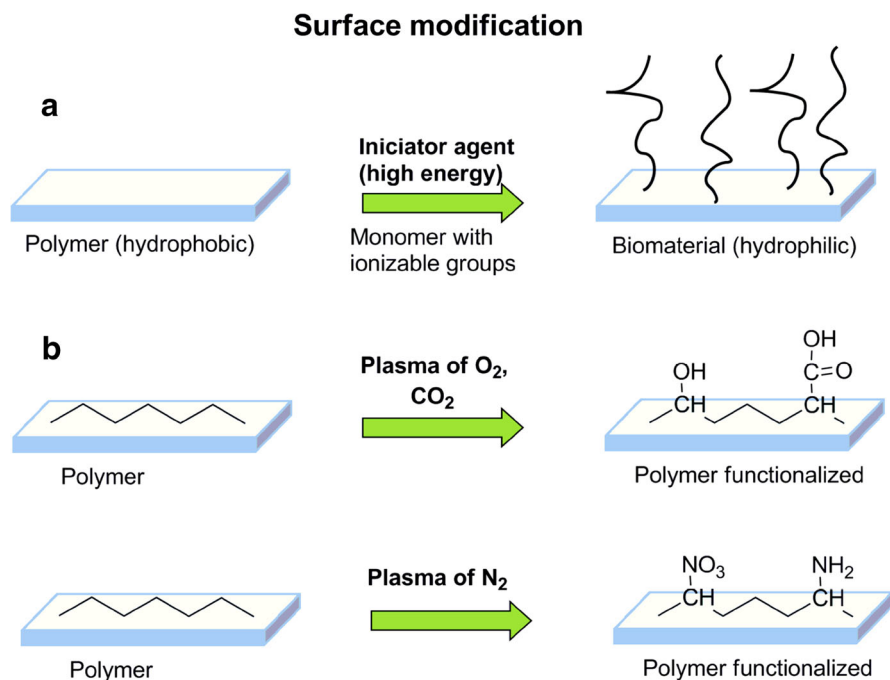 Surface modification
a
Iniciator agent
(high energy)
Polymer (hydrophobic)
Monomer with
ionizable groups
Biomaterial (hydrophilic)
b
Plasma of O₂,
CO₂
Polymer
OH
CH
OH
C=O
CH
Polymer functionalized
Plasma of N₂
Polymer
NO₃
CH
NH₂
CH
Polymer functionalized